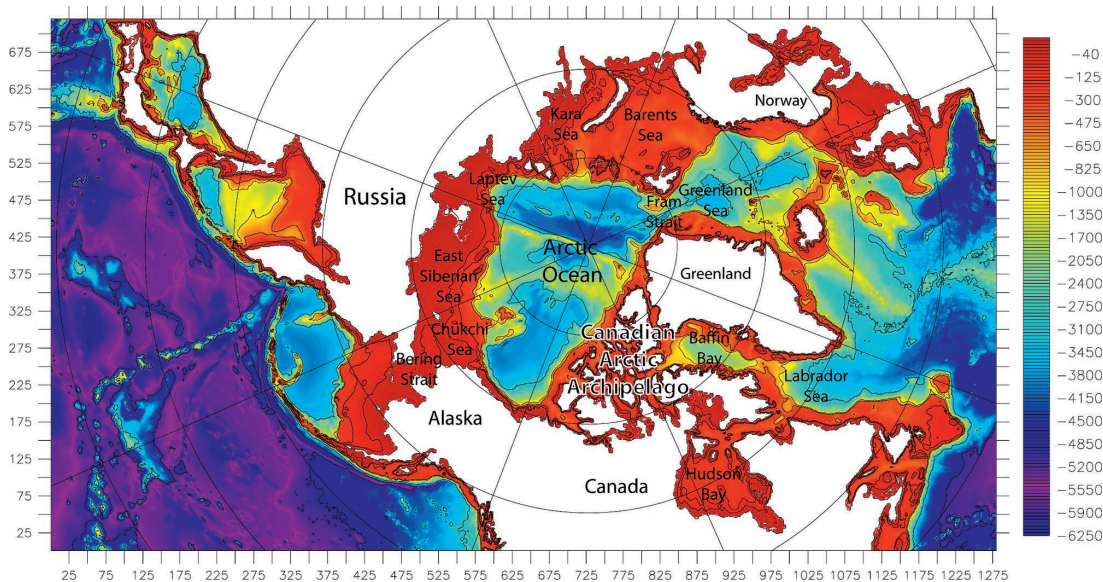 675
625
575
525
475
425
375
325
275
225
175
125
75
25
25 75 125 175 225 275 325 375 425 475 525 575 625 675 725 775 825 875 925 975 1025 1075 1125 1175 1225 1275
Norway
Kara
Sea
Barents
Sea
Russia
Laptev
Sea
Fram
Strait
Greenland
Sea
Arctic
Ocean
East
Siberian
Sea
Greenland
Chukchi
Sea
Canadian
Arctic
Archipelago
Baffin
Bay
Bering
Strait
Labrador
Sea
Alaska
Canada
Hudson
Bay
-40
-125
-300
-425
-650
-825
-1000
-1350
-1700
-2050
-2400
-2750
-3100
-3450
-3800
-4150
-4500
-4850
-5200
-5550
-5900
-6250